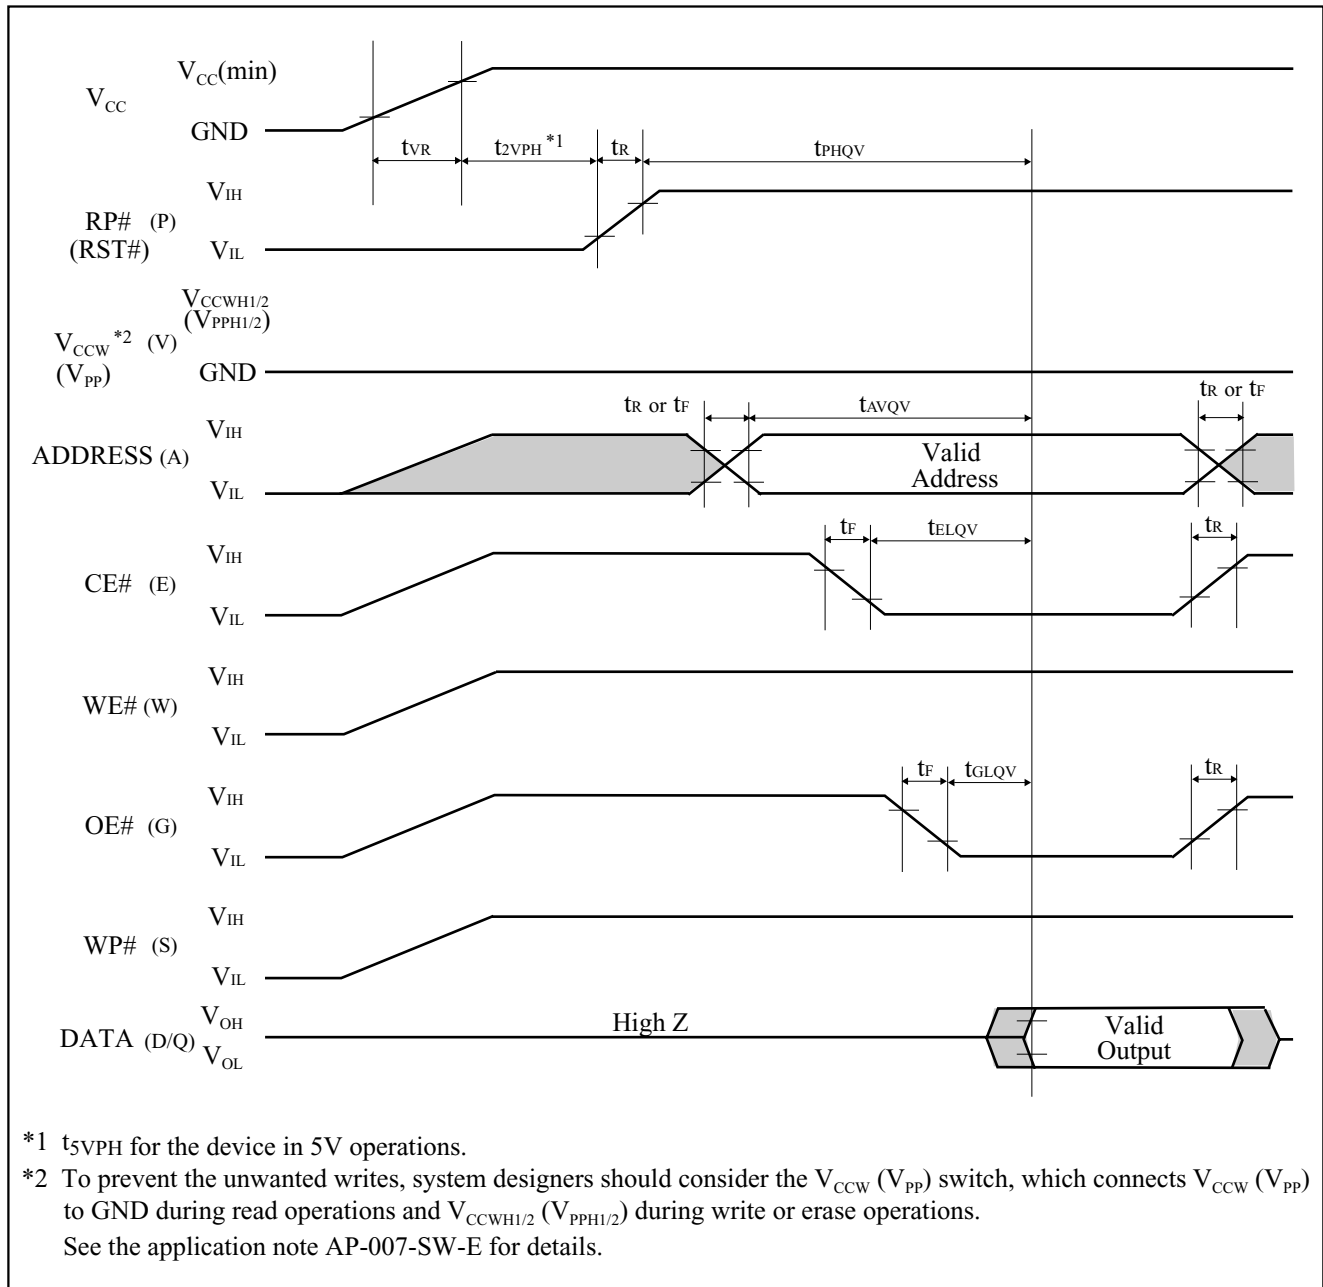 VCC(min)
VCC
GND
tVR
t2VPH *1
tR
tPHQV
VIH
RP# (P)
(RST#)
VIL
VCCWH1/2
(VPPH1/2)
VCCW *2 (V)
(VPP)
GND
tR or tF
tAVQV
tR or tF
VIH
ADDRESS (A)
Valid
Address
VIL
tF
tELQV
tR
VIH
CE# (E)
VIL
VIH
WE# (W)
VIL
tF
tGLQV
tR
VIH
OE# (G)
VIL
VIH
WP# (S)
VIL
VOH
High Z
Valid
Output
DATA (D/Q)
VOL
*1 t5VPH for the device in 5V operations.
*2 To prevent the unwanted writes, system designers should consider the VCCW (VPP) switch, which connects VCCW (VPP)
to GND during read operations and VCCWH1/2 (VPPH1/2) during write or erase operations.
See the application note AP-007-SW-E for details.